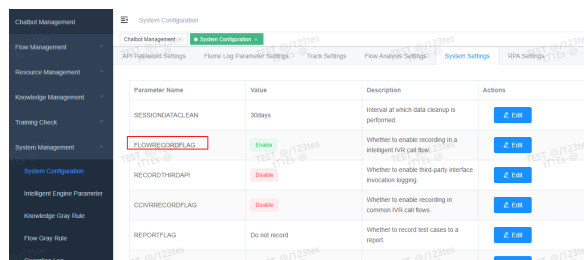 Chatbot Management
System Configuration
Chatbot Management
System Configuration ×
Flow Management
API Password Settings
Flume Log Parameter Settings
Track Settings
Flow Analysis Settings
System Settings
RPA Settings
Resource Management
Knowledge Management
Training Check
System Management
System Configuration
Intelligent Engine Parameter
Knowledge Gray Rule
Flow Gray Rule
Operation Log
Parameter Name
Value
Description
Actions
SESSIONDATACLEAN
30days
Interval at which data cleanup is
performed.
Edit
FLOWRECORDFLAG
Enable
Whether to enable recording in a
intelligent IVR call flow.
Edit
RECORDTHIRDAPI
Disable
Whether to enable third-party interface
invocation logging.
Edit
CCIVRRECORDFLAG
Disable
Whether to enable recording in
common IVR call flows.
Edit
REPORTFLAG
Do not record
Whether to record test cases to a
report.
Edit